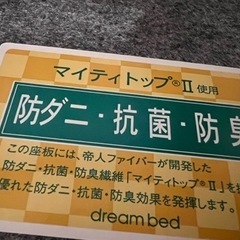 マイティトップ®Ⅱ使用
防ダニ・抗菌・防臭
この座板には、帝人ファイバーが開発した
防ダニ・抗菌・防臭繊維「マイティトップ®Ⅱ」を
優れた防ダニ・抗菌・防臭効果を発揮します。
dream bed